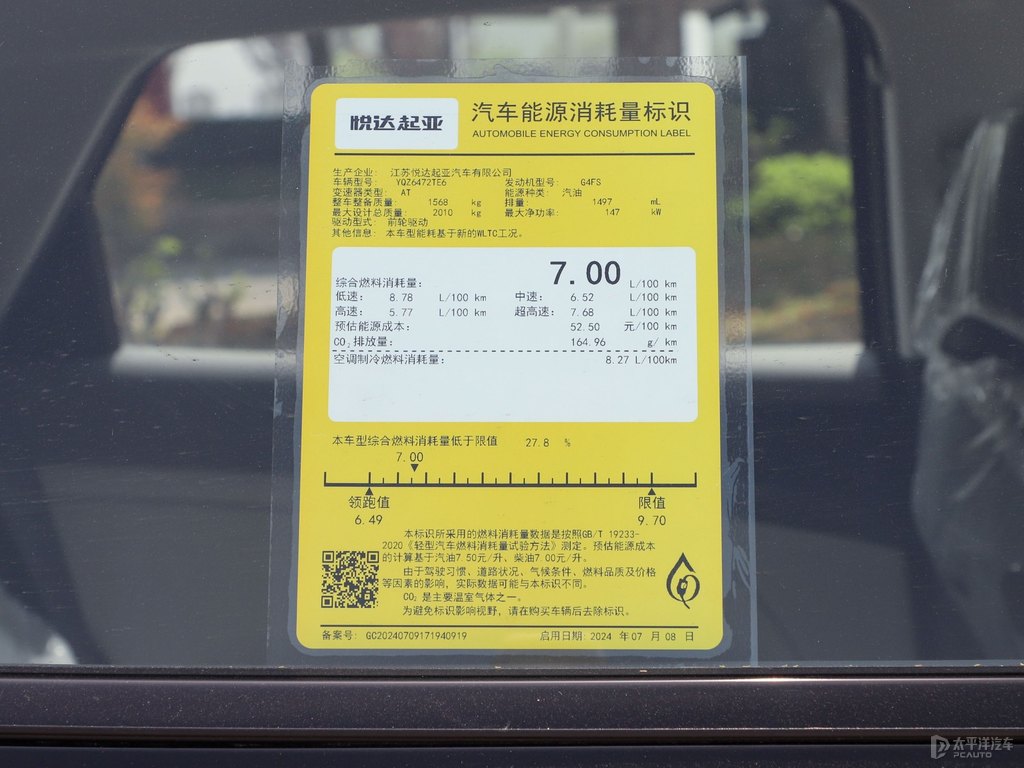 悦达起亚
汽车能源消耗量标识
AUTOMOBILE ENERGY CONSUMPTION LABEL
生产企业: 江苏悦达起亚汽车有限公司
车辆型号: YQZ6472TE6 发动机型号: G4FS
变速器类型: AT 能源种类: 汽油
整车整备质量: 1568 kg 排量: 1497 mL
最大设计总质量 2010 kg 最大净功率: 147 kW
驱动型式: 前轮驱动
其他信息: 本车型能耗基于新的WLTC工况。
综合燃料消耗量: 7.00 L/100 km
低速: 8.78 L/100 km 中速: 6.52 L/100 km
高速: 5.77 L/100 km 超高速: 7.68 L/100 km
预估能源成本: 52.50 元/100 km
CO₂排放量: 164.96 g/ km
空调制冷燃料消耗量: 8.27 L/100km
本车型综合燃料消耗量低于限值 27.8 %
7.00
领跑值 限值
6.49 9.70
本标识所采用的燃料消耗量数据是按照GB/T 19233-
2020《轻型汽车燃料消耗量试验方法》测定。预估能源成本
的计算基于汽油7.50元/升、柴油7.00元/升。
由于驾驶习惯、道路状况、气候条件、燃料品质及价格
等因素的影响，实际数据可能与本标识不同。
CO₂ 是主要温室气体之一。
为避免标识影响视野，请在购买车辆后去除标识。
备案号: GC20240709171940919 启用日期: 2024 年 07 月 08 日
太平洋汽车
PCAUTO